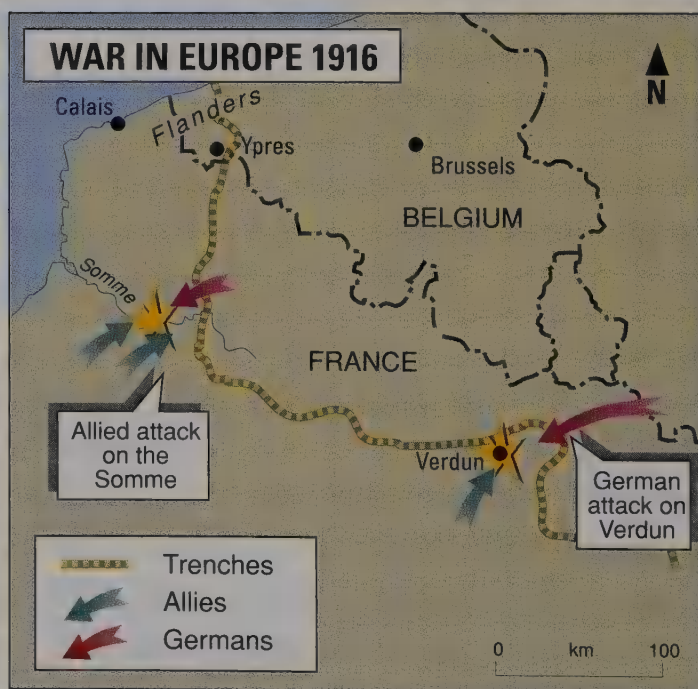 WAR IN EUROPE 1916
N
Calais
Flanders
Ypres
Brussels
BELGIUM
Somme
FRANCE
Allied attack
on the
Somme
Verdun
German
attack on
Verdun
Trenches
Allies
Germans
0 km 100